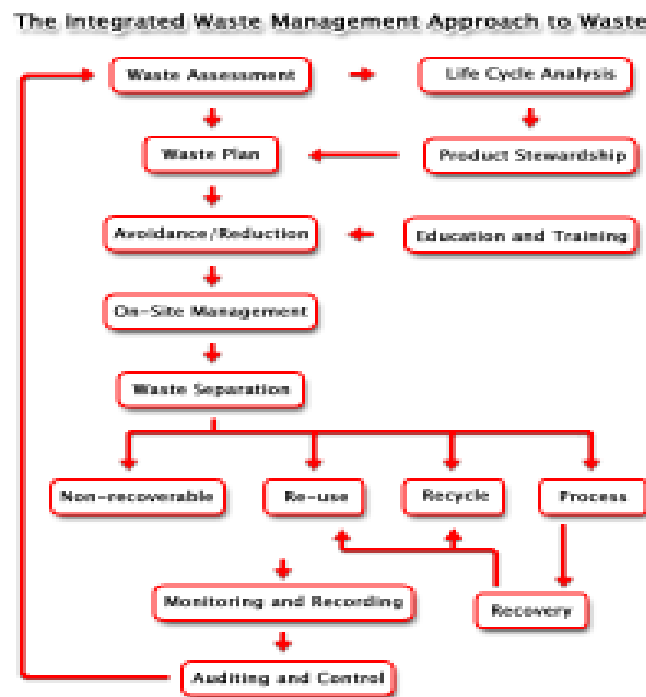 The Integrated Waste Management Approach to Waste
Waste Assessment
Life Cycle Analysis
Waste Plan
Product Stewardship
Avoidance/Reduction
Education and Training
On-Site Management
Waste Separation
Non-recoverable
Re-use
Recycle
Process
Monitoring and Recording
Recovery
Auditing and Control